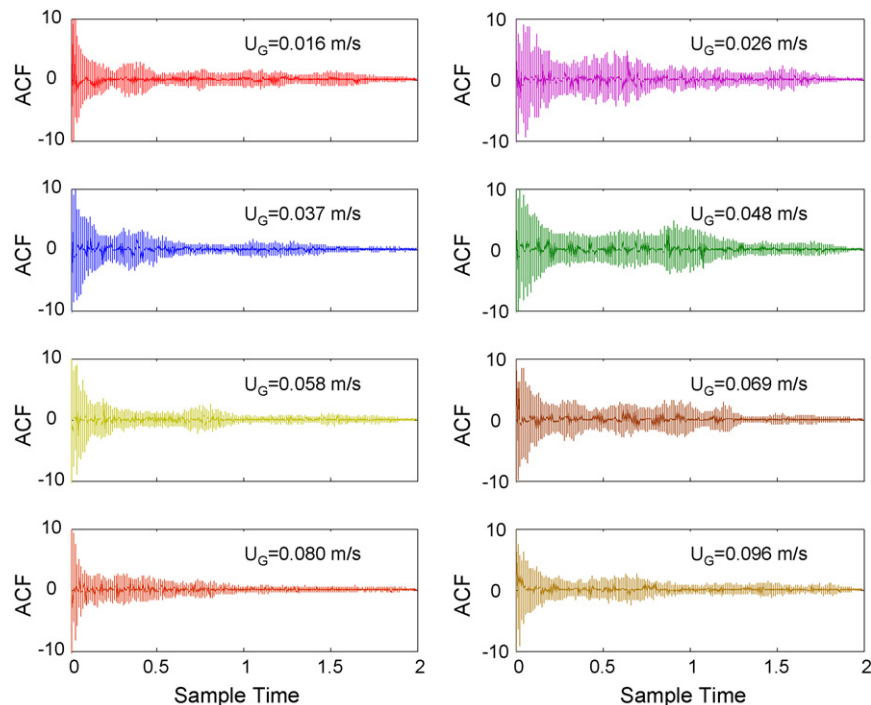 10
ACF
0
-10
U_G=0.016 m/s
10
ACF
0
-10
U_G=0.026 m/s
10
ACF
0
-10
U_G=0.037 m/s
10
ACF
0
-10
U_G=0.048 m/s
10
ACF
0
-10
U_G=0.058 m/s
10
ACF
0
-10
U_G=0.069 m/s
10
ACF
0
-10
U_G=0.080 m/s
0 0.5 1 1.5 2
Sample Time
10
ACF
0
-10
U_G=0.096 m/s
0 0.5 1 1.5 2
Sample Time